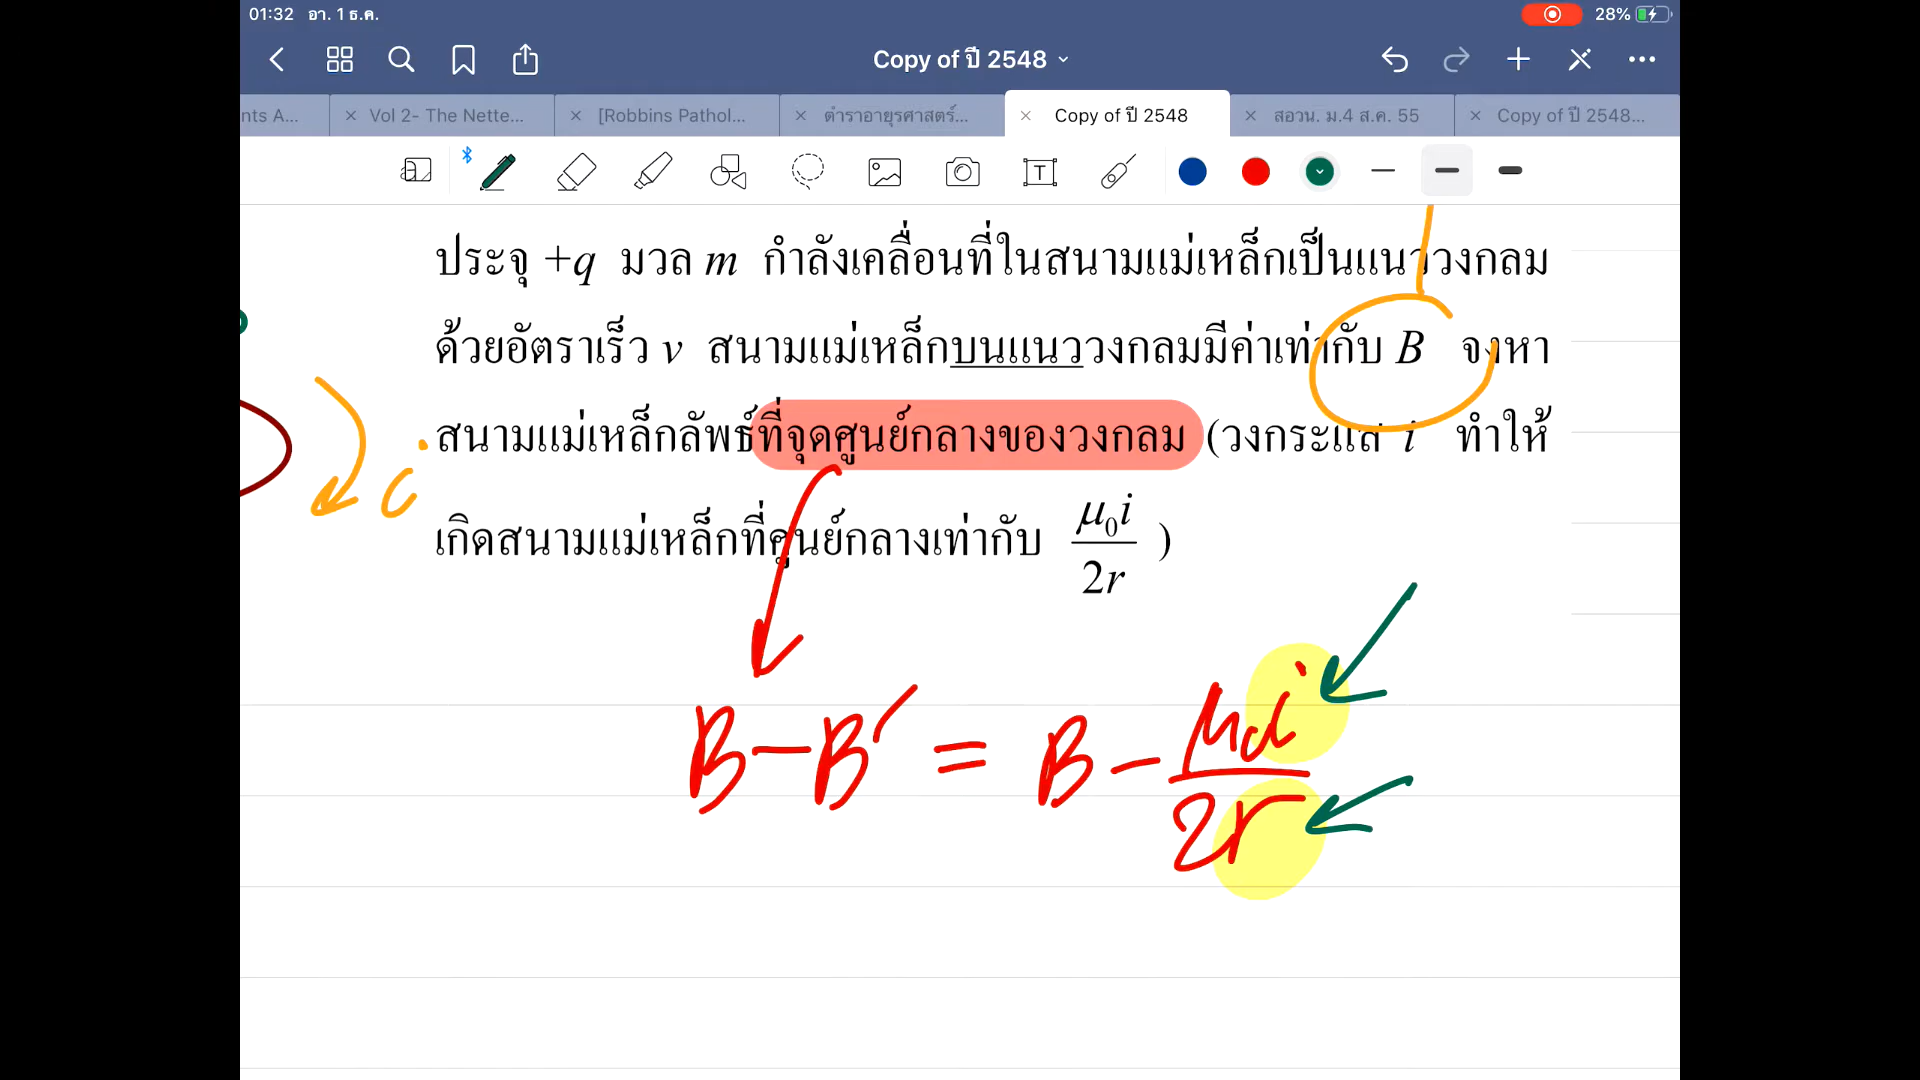 01:32 อา. 1 ธ.ค. 28%
Copy of ปี 2548
nts A... Vol 2- The Nette... [Robbins Pathol... ตำราอายุรศาสตร์... Copy of ปี 2548 สอวน. ม.4 ส.ค. 55 Copy of ปี 2548...
ประจุ +q มวล m กำลังเคลื่อนที่ในสนามแม่เหล็กเป็นแนววงกลม
ด้วยอัตราเร็ว v สนามแม่เหล็กบนแนววงกลมมีค่าเท่ากับ B จงหา
สนามแม่เหล็กลัพธ์ที่จุดศูนย์กลางของวงกลม (วงกระแส i ทำให้
เกิดสนามแม่เหล็กที่ศูนย์กลางเท่ากับ μ₀i / 2r )
i
B − B′ = B − μ₀i / 2r